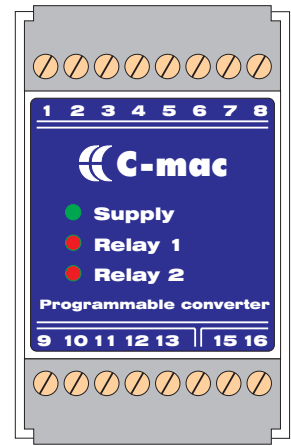 1 2 3 4 5 6 7 8
C-mac
Supply
Relay 1
Relay 2
Programmable converter
9 10 11 12 13 15 16